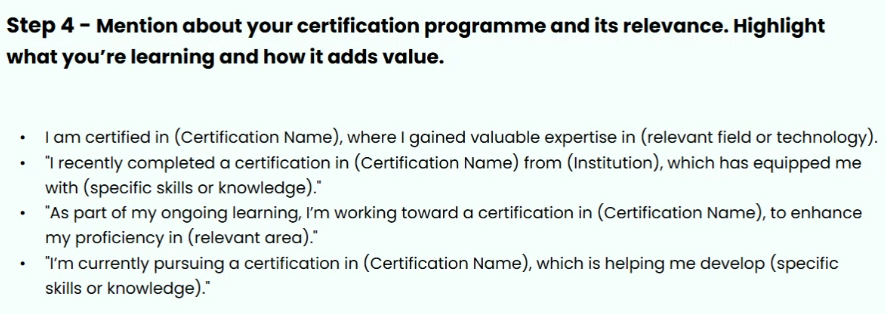 Step 4 - Mention about your certification programme and its relevance. Highlight
what you're learning and how it adds value.
• I am certified in (Certification Name), where I gained valuable expertise in (relevant field or technology).
• "I recently completed a certification in (Certification Name) from (Institution), which has equipped me
with (specific skills or knowledge)."
• "As part of my ongoing learning, I'm working toward a certification in (Certification Name), to enhance
my proficiency in (relevant area)."
• "I'm currently pursuing a certification in (Certification Name), which is helping me develop (specific
skills or knowledge)."